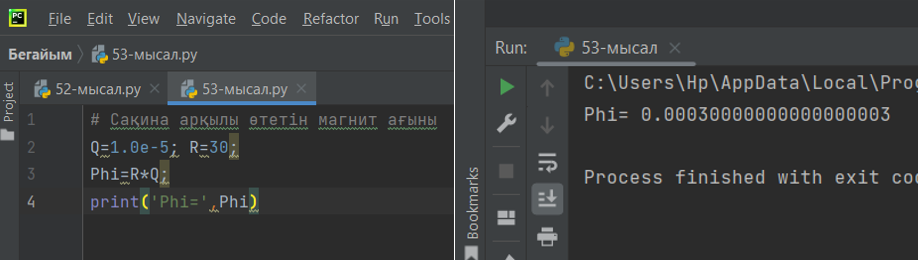 PC
File Edit View Navigate Code Refactor Run Tools
Бегайым 53-мысал.py
Project
52-мысал.py 53-мысал.py
1 # Сақина арқылы өтетін магнит ағыны
2 Q=1.0e-5; R=30;
3 Phi=R*Q;
4 print('Phi=',Phi)
Run: 53-мысал
C:\Users\Hp\AppData\Local\Prog
Phi= 0.00030000000000000003
Process finished with exit coo
Bookmarks